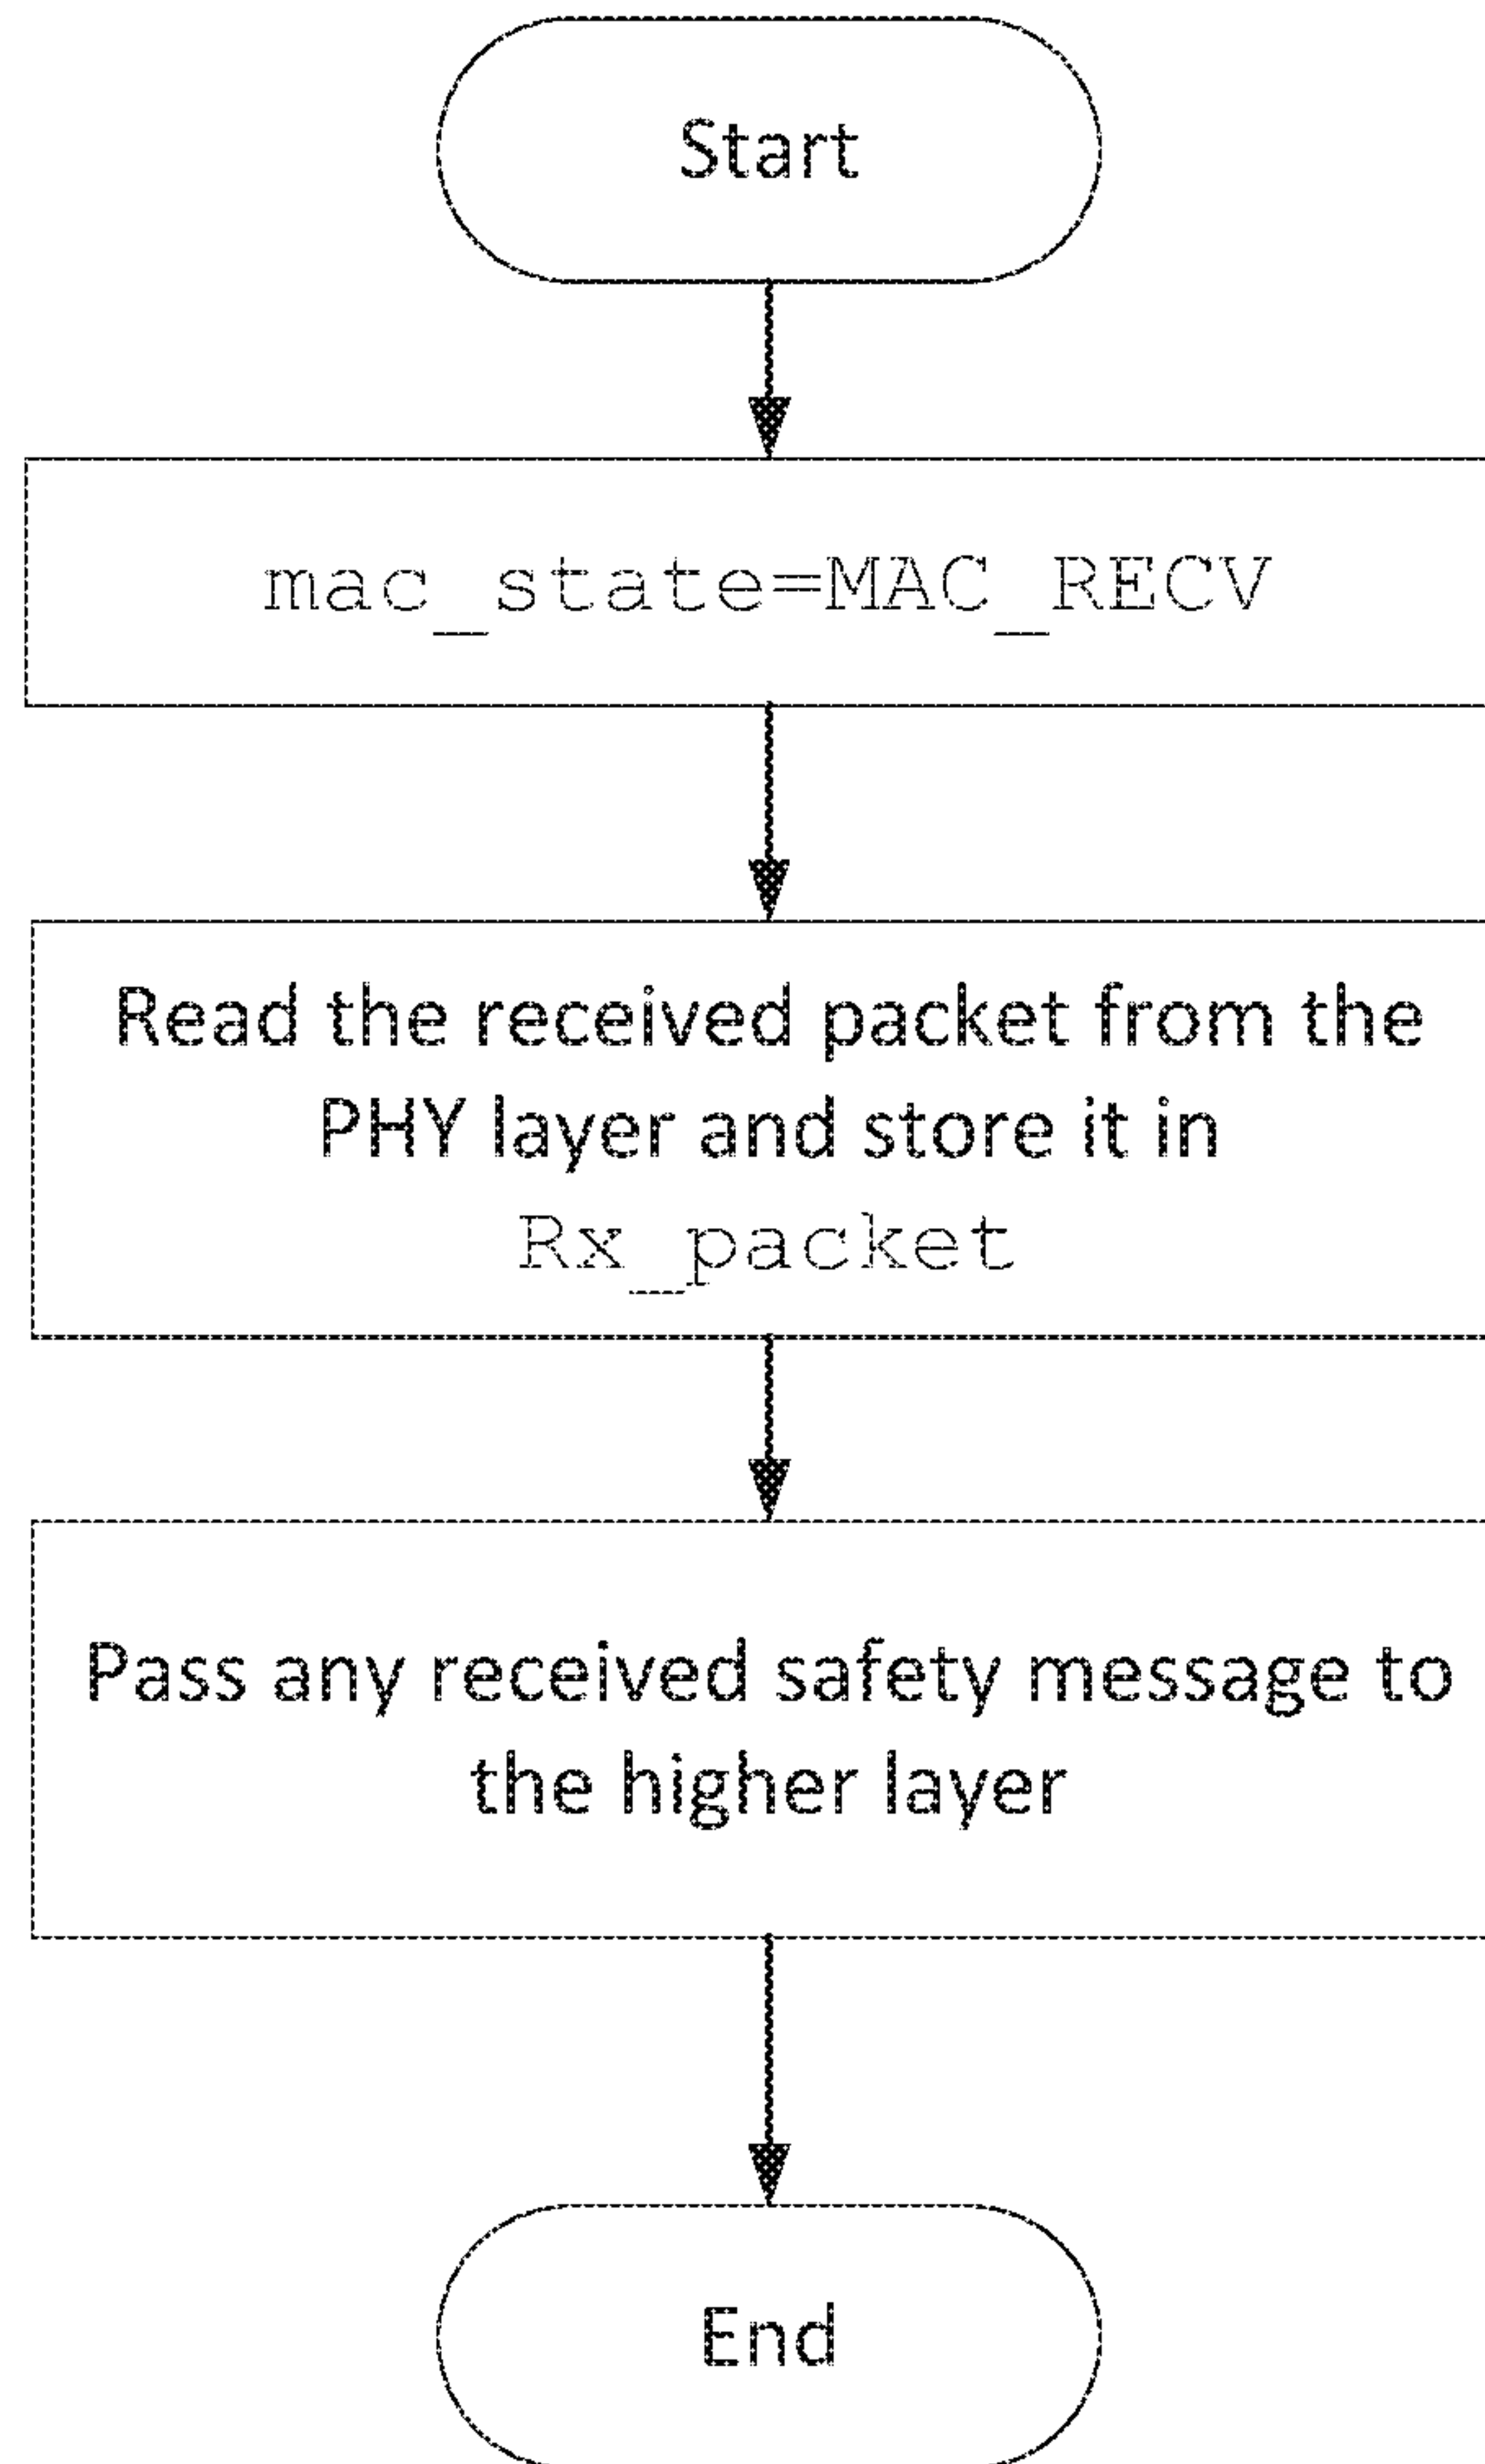 Start
mac_state=MAC_RECV
Read the received packet from the
PHY layer and store it in
Rx_packet
Pass any received safety message to
the higher layer
End